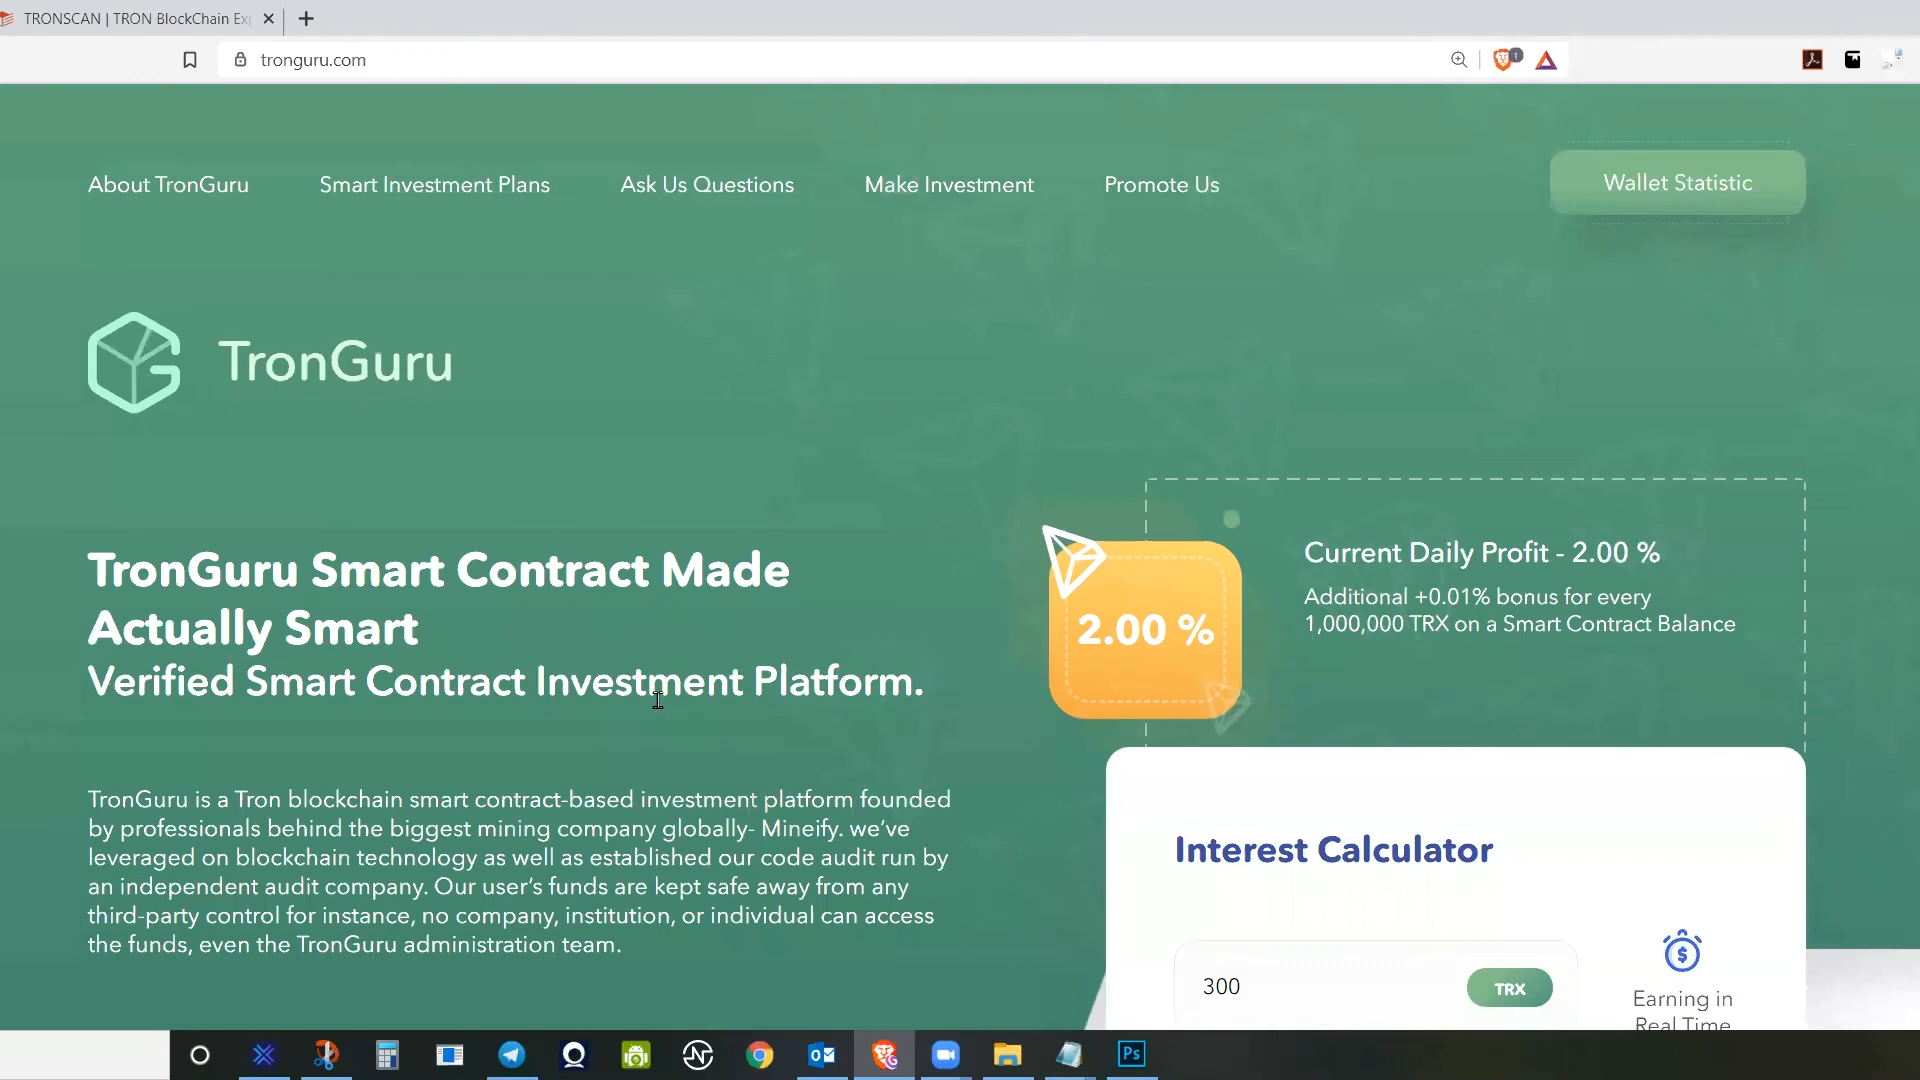 TRONSCAN | TRON BlockChain Ex
tronguru.com
1
About TronGuru
Smart Investment Plans
Ask Us Questions
Make Investment
Promote Us
Wallet Statistic
TronGuru
TronGuru Smart Contract Made
Actually Smart
Verified Smart Contract Investment Platform.
TronGuru is a Tron blockchain smart contract-based investment platform founded
by professionals behind the biggest mining company globally- Mineify. we've
leveraged on blockchain technology as well as established our code audit run by
an independent audit company. Our user's funds are kept safe away from any
third-party control for instance, no company, institution, or individual can access
the funds, even the TronGuru administration team.
2.00 %
Current Daily Profit - 2.00 %
Additional +0.01% bonus for every
1,000,000 TRX on a Smart Contract Balance
Interest Calculator
300
TRX
Earning in
Real Time
Ps